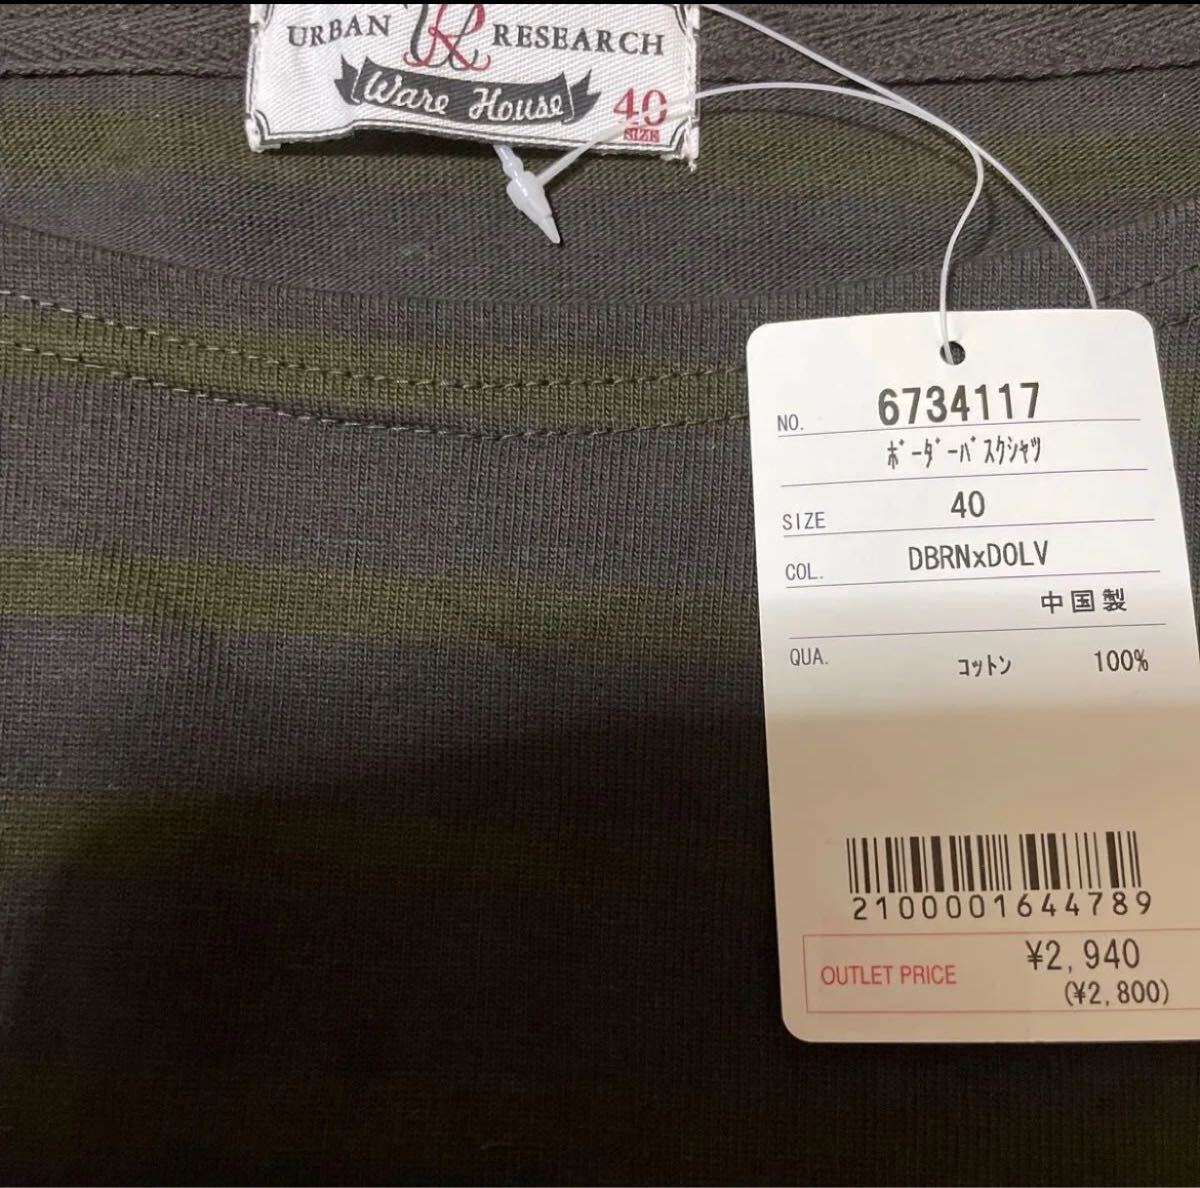 URBAN UR RESEARCH
Ware House
40
SIZE
NO. 6734117
ﾎﾞｰﾀﾞｰﾊﾞｽｸｼｬﾂ
SIZE 40
COL. DBRNxDOLV
中国製
QUA. ｺｯﾄﾝ 100%
2100001644789
OUTLET PRICE ¥2,940
(¥2,800)